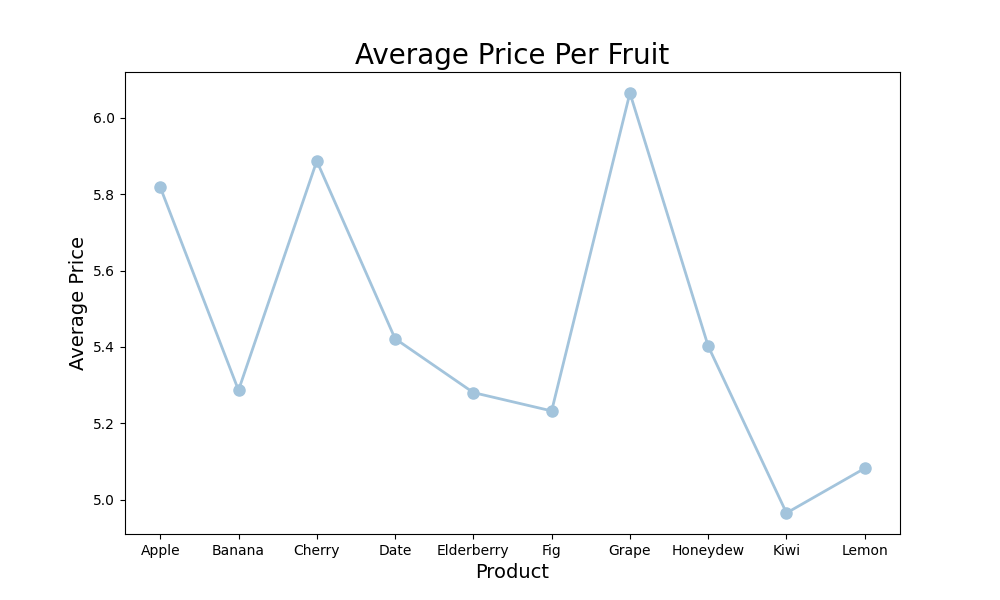 Average Price Per Fruit
Average Price
6.0
5.8
5.6
5.4
5.2
5.0
Apple Banana Cherry Date Elderberry Fig Grape Honeydew Kiwi Lemon
Product